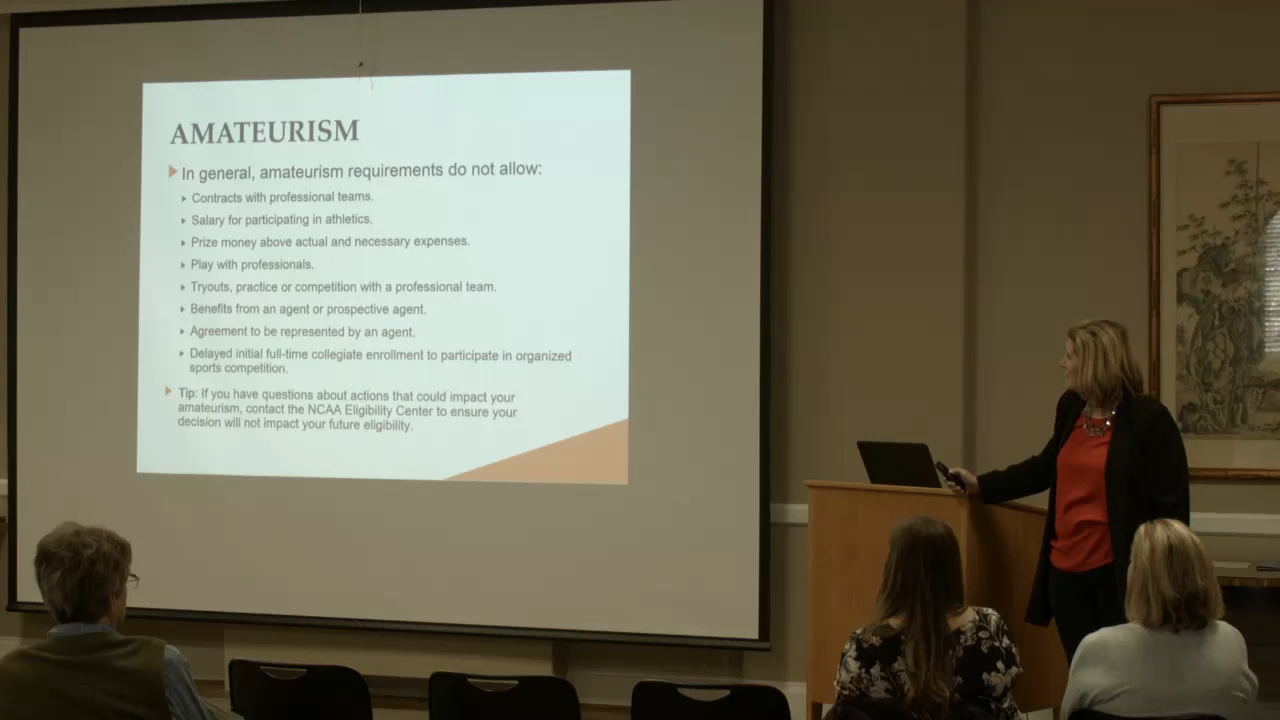 AMATEURISM
In general, amateurism requirements do not allow:
Contracts with professional teams.
Salary for participating in athletics.
Prize money above actual and necessary expenses.
Play with professionals.
Tryouts, practice or competition with a professional team.
Benefits from an agent or prospective agent.
Agreement to be represented by an agent.
Delayed initial full-time collegiate enrollment to participate in organized
sports competition.
Tip: If you have questions about actions that could impact your
amateurism, contact the NCAA Eligibility Center to ensure your
decision will not impact your future eligibility.